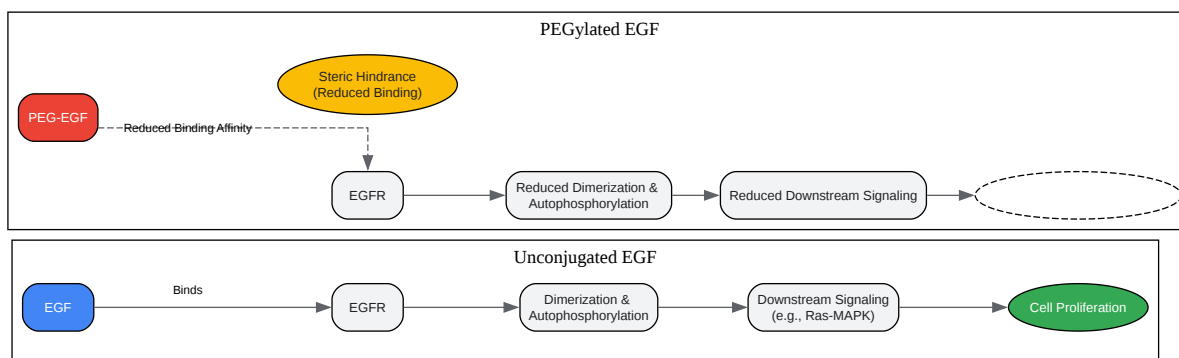 PEGylated EGF
Steric Hindrance
(Reduced Binding)
PEG-EGF
Reduced Binding Affinity
EGFR
Reduced Dimerization &
Autophosphorylation
Reduced Downstream Signaling
Unconjugated EGF
EGF
Binds
EGFR
Dimerization &
Autophosphorylation
Downstream Signaling
(e.g., Ras-MAPK)
Cell Proliferation